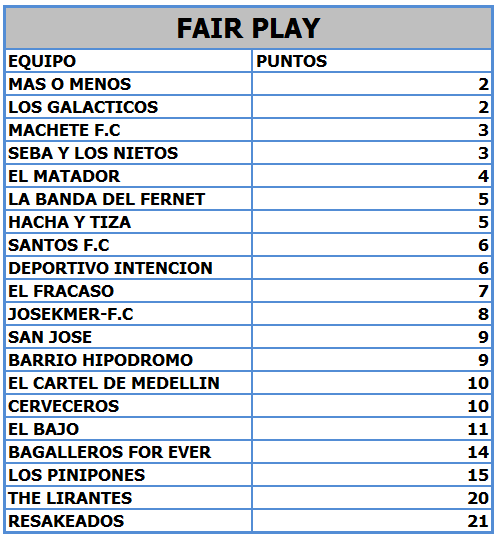 FAIR PLAY
EQUIPO PUNTOS
MAS O MENOS 2
LOS GALACTICOS 2
MACHETE F.C 3
SEBA Y LOS NIETOS 3
EL MATADOR 4
LA BANDA DEL FERNET 5
HACHA Y TIZA 5
SANTOS F.C 6
DEPORTIVO INTENCION 6
EL FRACASO 7
JOSEKMER-F.C 8
SAN JOSE 9
BARRIO HIPODROMO 9
EL CARTEL DE MEDELLIN 10
CERVECEROS 10
EL BAJO 11
BAGALLEROS FOR EVER 14
LOS PINIPONES 15
THE LIRANTES 20
RESAKEADOS 21